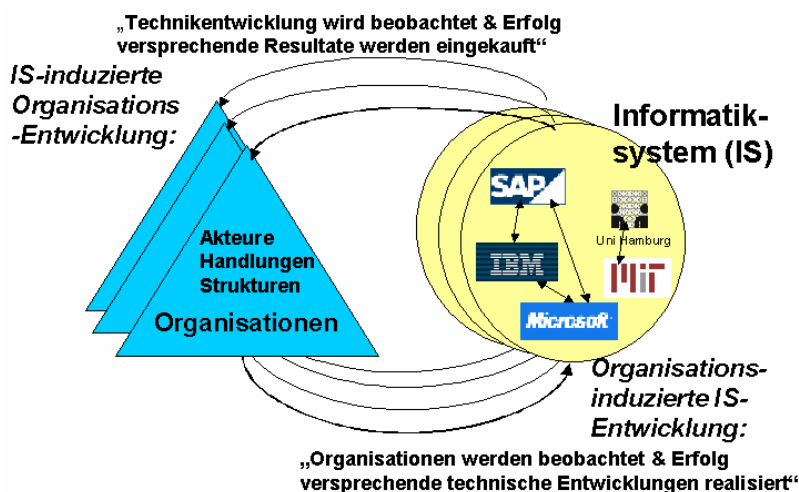 „Technikentwicklung wird beobachtet & Erfolg
versprechende Resultate werden eingekauft“
IS-induzierte
Organisations
-Entwicklung:
Informatik-
system (IS)
SAP
Uni Hamburg
IBM
MIT
Microsoft
Akteure
Handlungen
Strukturen
Organisationen
Organisations-
induzierte IS-
Entwicklung:
„Organisationen werden beobachtet & Erfolg
versprechende technische Entwicklungen realisiert“